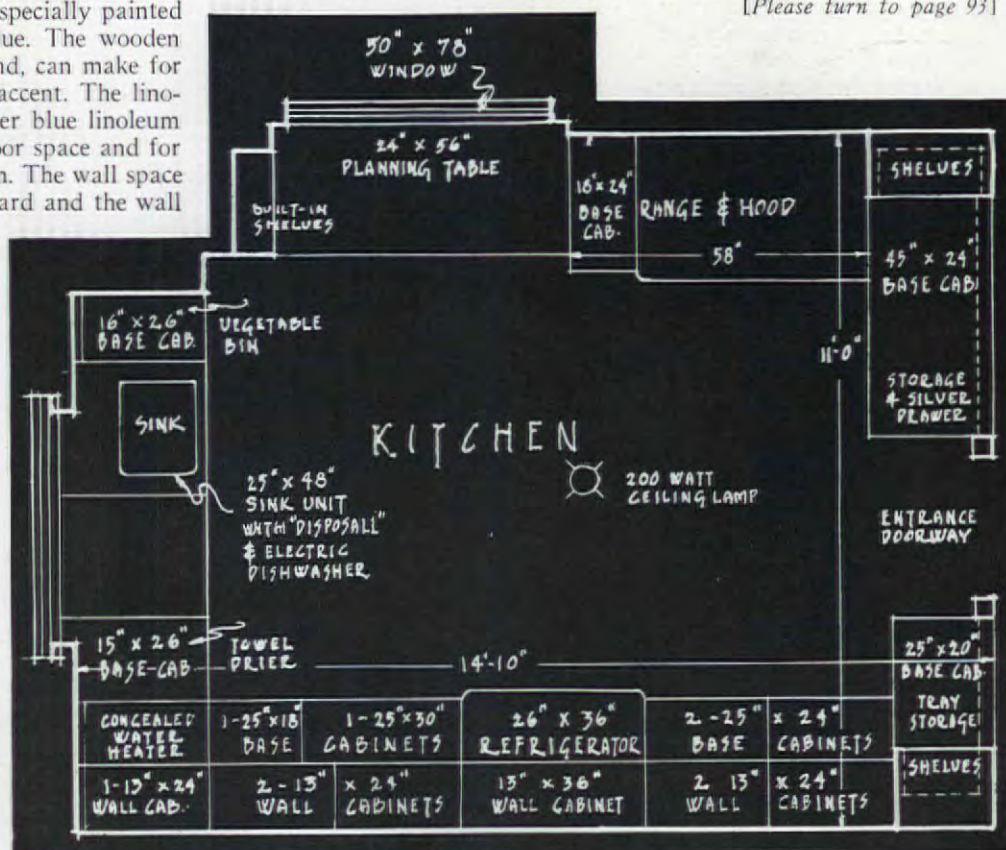 specially painted
ue. The wooden
nd, can make for
accent. The lino-
er blue linoleum
oor space and for
n. The wall space
ard and the wall
[Please turn to page 93]
50" x 78"
WINDOW
24" x 56"
PLANNING TABLE
BUILT-IN
SHELVES
18" x 24"
BASE
CAB.
RANGE & HOOD
58"
SHELVES
45" x 24"
BASE CAB
STORAGE
& SILVER
DRAWER
11'-0"
16" x 26"
BASE CAB.
VEGETABLE
BIN
SINK
KITCHEN
25" x 48"
SINK UNIT
WITH "DISPOSALL"
& ELECTRIC
DISHWASHER
200 WATT
CEILING LAMP
ENTRANCE
DOORWAY
15" x 26"
BASE-CAB
TOWEL
DRIER
14'-10"
25" x 20"
BASE CAB.
TRAY
STORAGE
SHELVES
CONCEALED
WATER
HEATER
1-25" x 18"
BASE
1-25" x 30"
CABINETS
26" x 36"
REFRIGERATOR
2-25" x 24"
BASE CABINETS
1-13" x 24"
WALL CAB.
2-13" x 24"
WALL CABINETS
13" x 36"
WALL CABINET
2 13" x 24"
WALL CABINETS